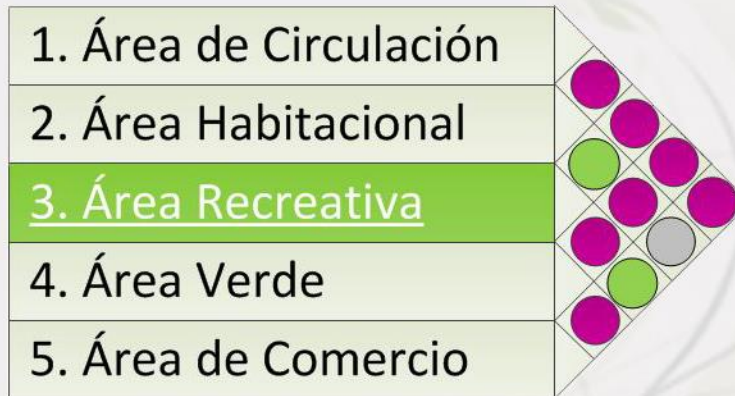 1. Área de Circulación
2. Área Habitacional
3. Área Recreativa
4. Área Verde
5. Área de Comercio